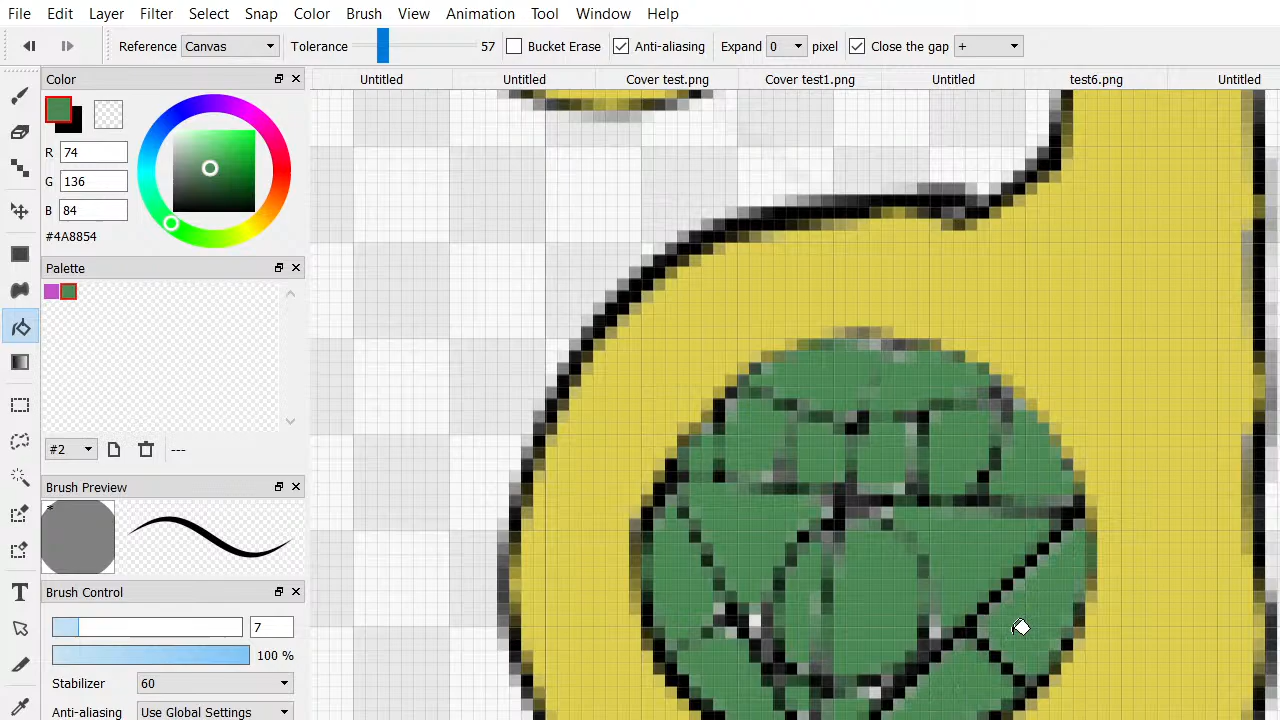 File Edit Layer Filter Select Snap Color Brush View Animation Tool Window Help
Reference Canvas Tolerance 57 Bucket Erase Anti-aliasing Expand 0 pixel Close the gap +
Untitled Untitled Cover test.png Cover test1.png Untitled test6.png Untitled
Color
R 74
G 136
B 84
#4A8854
Palette
#2 ---
Brush Preview
Brush Control
7
100 %
Stabilizer 60
Anti-aliasing Use Global Settings